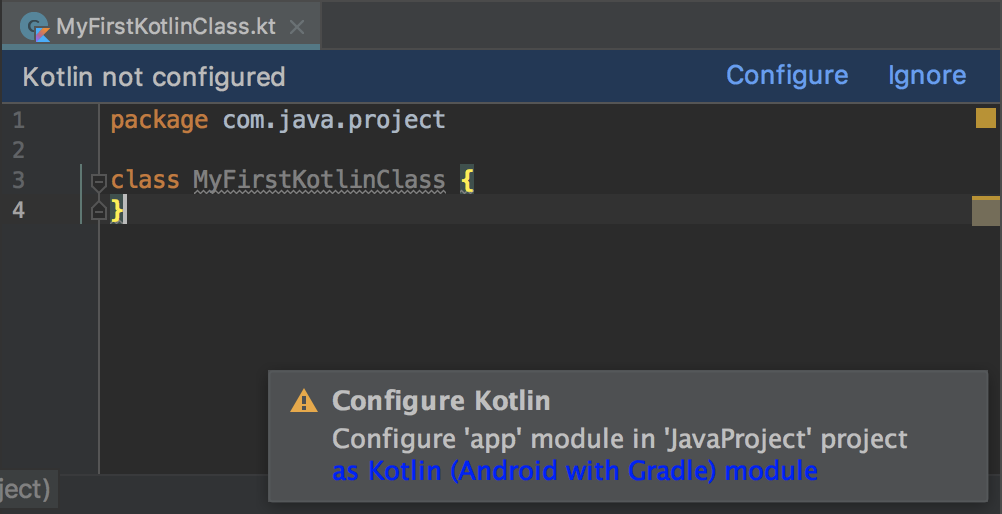 MyFirstKotlinClass.kt
Kotlin not configured Configure Ignore
1 package com.java.project
2
3 class MyFirstKotlinClass {
4 }
Configure Kotlin
Configure 'app' module in 'JavaProject' project
as Kotlin (Android with Gradle) module
ject)